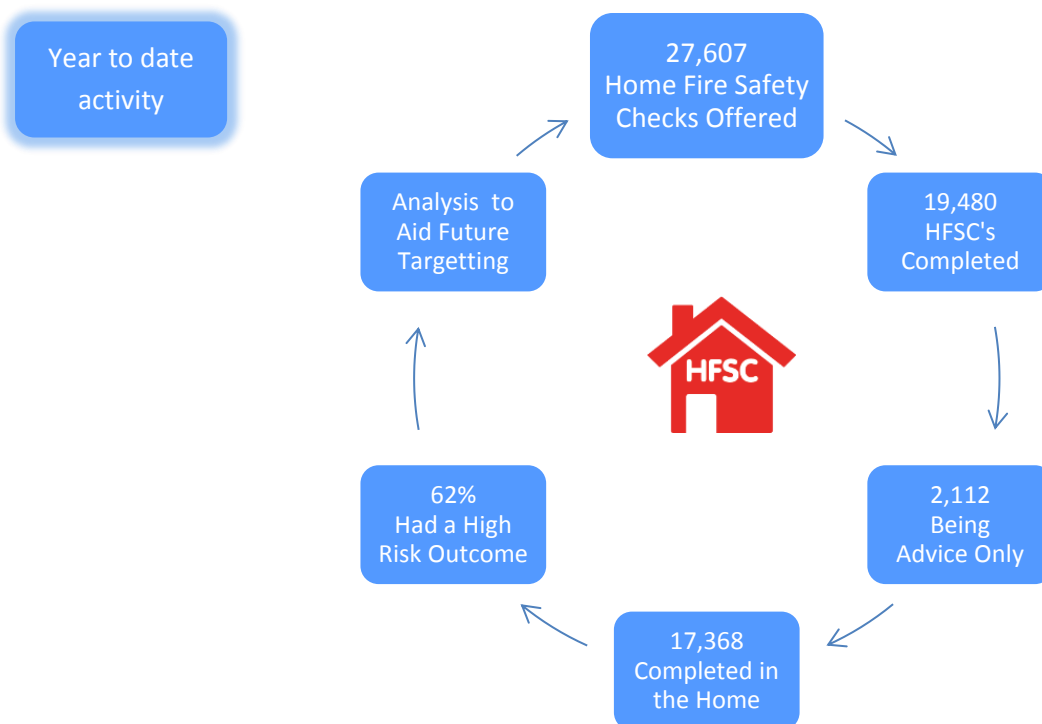 Year to date
activity
27,607
Home Fire Safety
Checks Offered
19,480
HFSC's
Completed
2,112
Being
Advice Only
17,368
Completed in
the Home
62%
Had a High
Risk Outcome
Analysis to
Aid Future
Targetting
HFSC